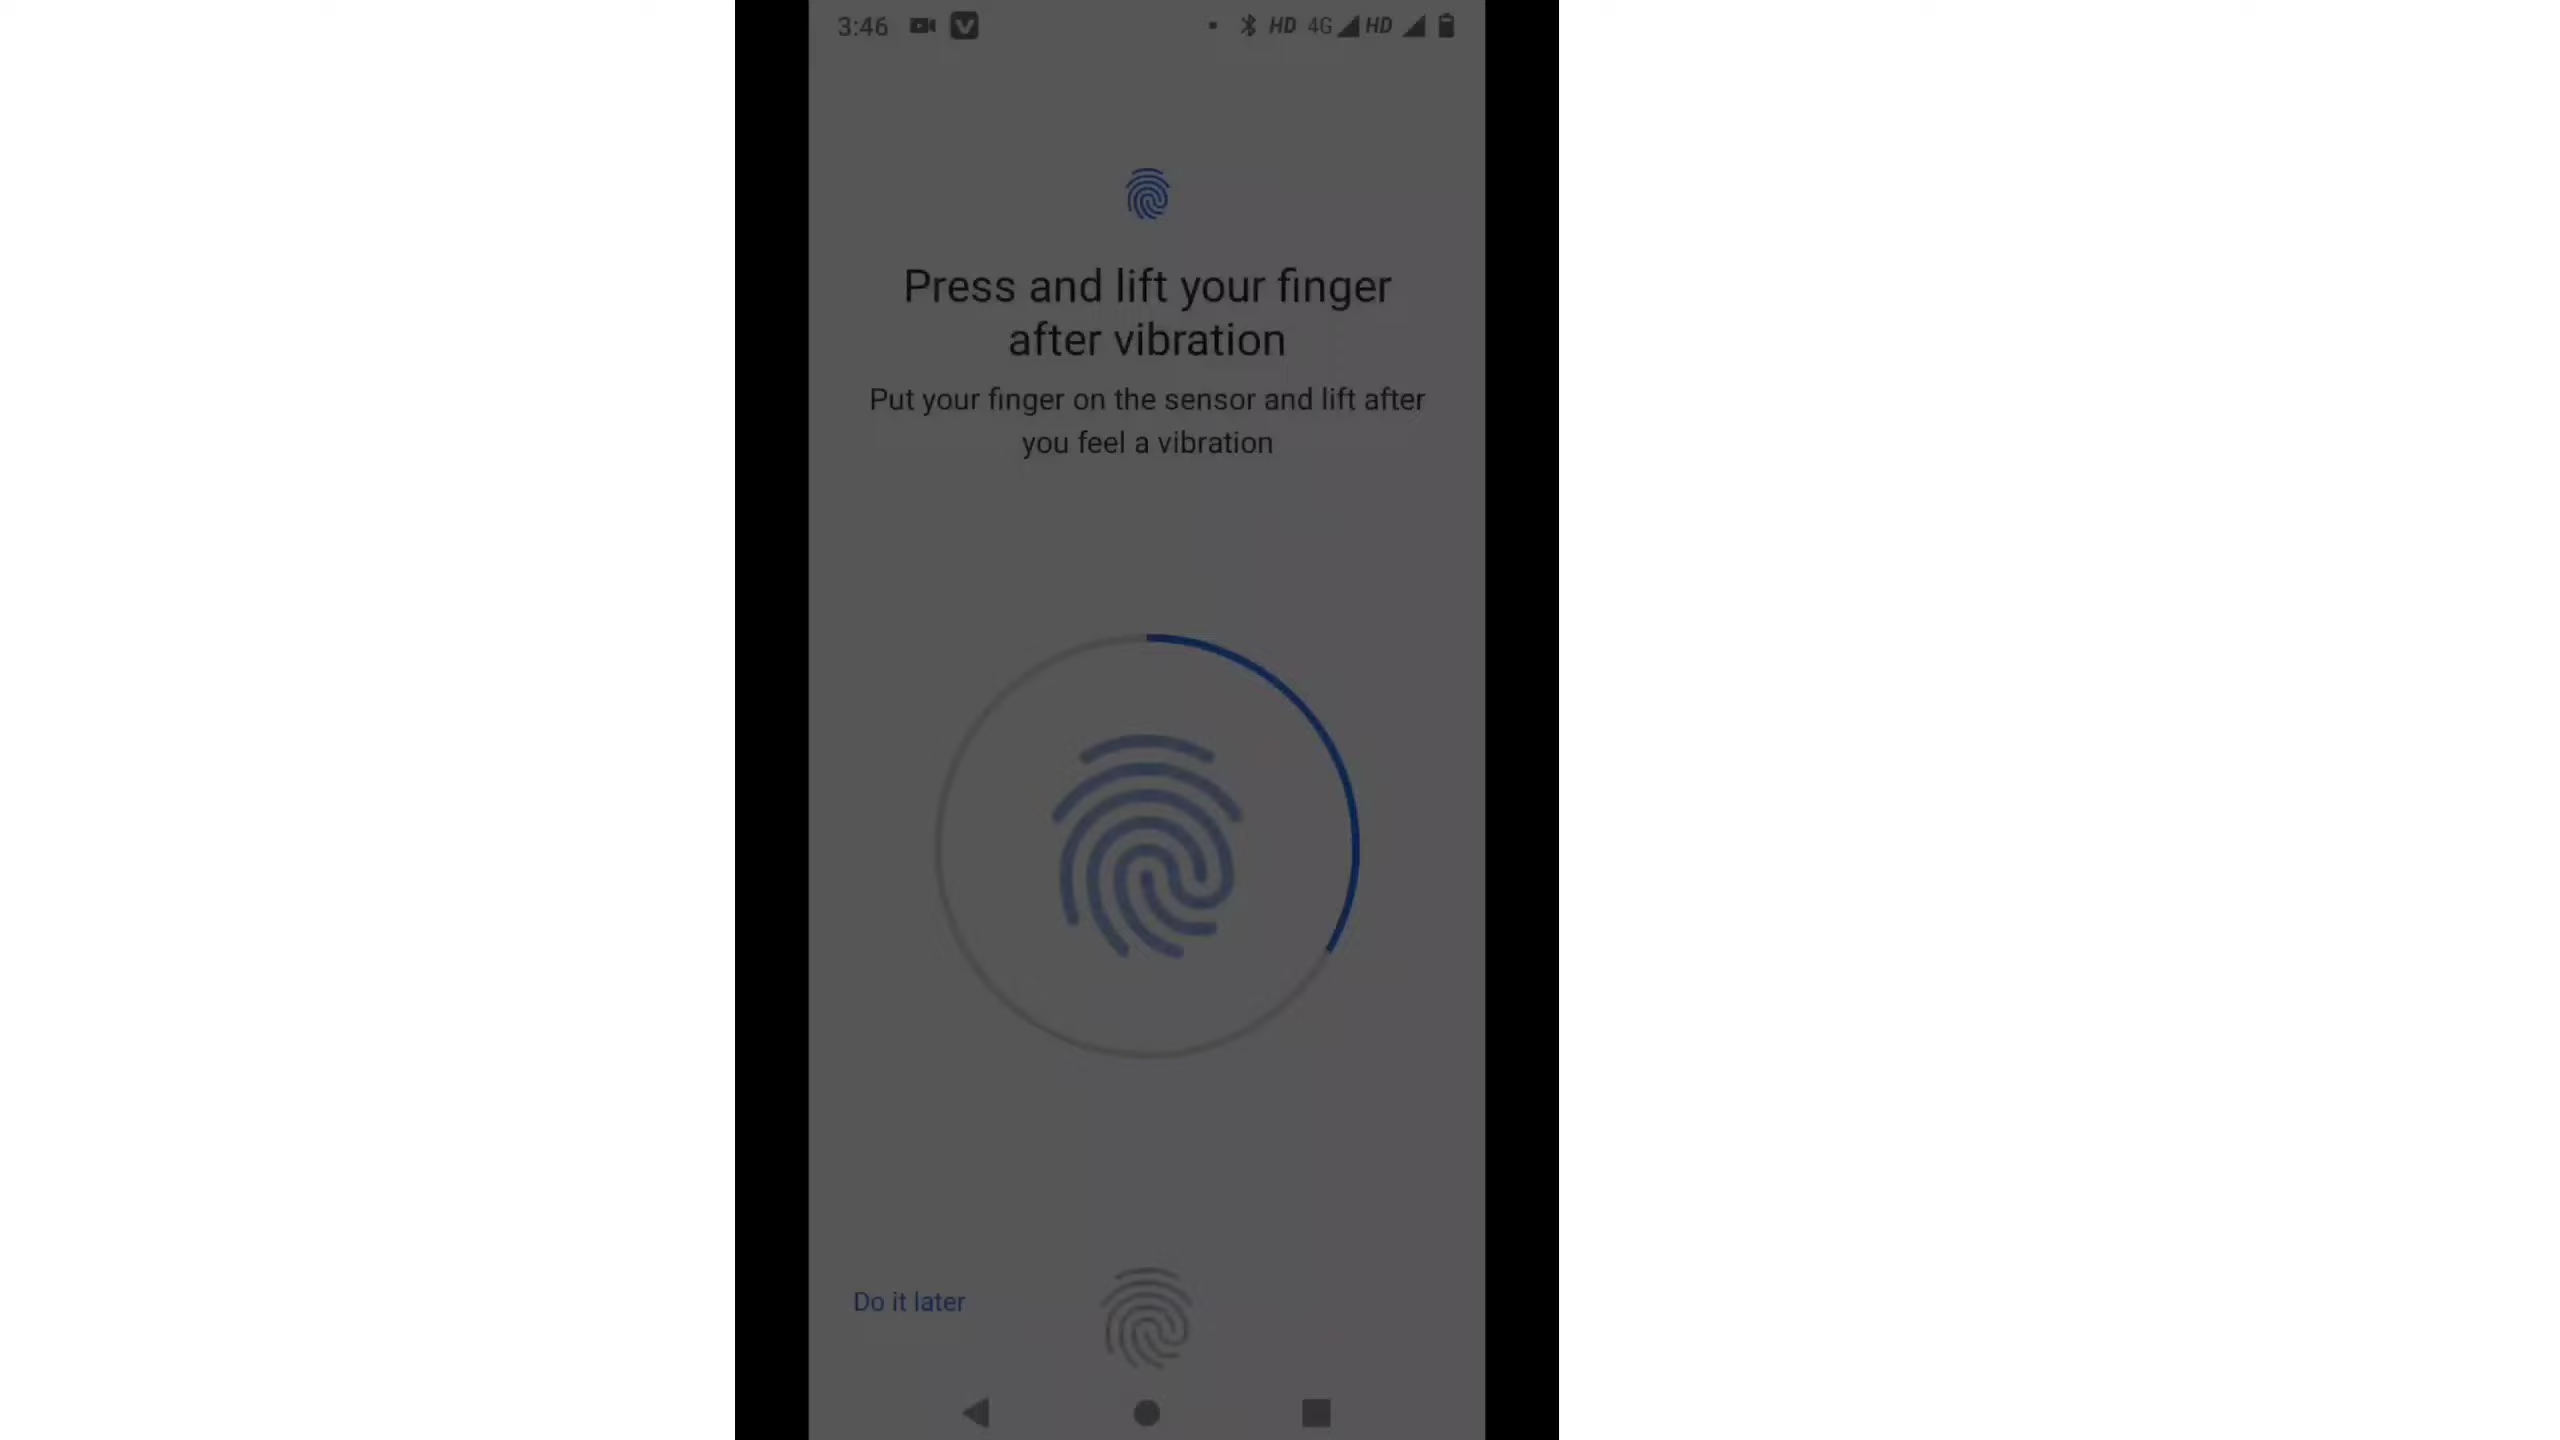 3:46 HD 4G HD
Press and lift your finger
after vibration
Put your finger on the sensor and lift after
you feel a vibration
Do it later